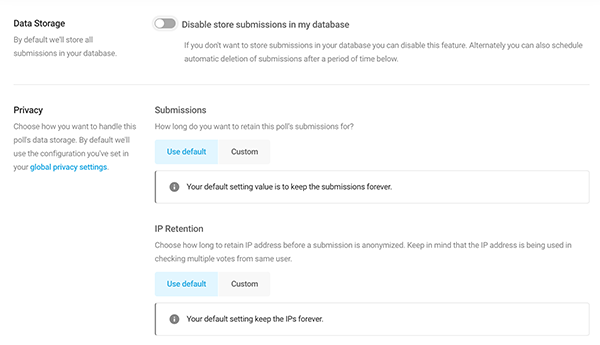 Data Storage
By default we'll store all
submissions in your database.
Disable store submissions in my database
If you don't want to store submissions in your database you can disable this feature. Alternately you can also schedule
automatic deletion of submissions after a period of time below.
Privacy
Choose how you want to handle this
poll's data storage. By default we'll
use the configuration you've set in
your global privacy settings.
Submissions
How long do you want to retain this poll's submissions for?
Use default Custom
Your default setting value is to keep the submissions forever.
IP Retention
Choose how long to retain IP address before a submission is anonymized. Keep in mind that the IP address is being used in
checking multiple votes from same user.
Use default Custom
Your default setting keep the IPs forever.